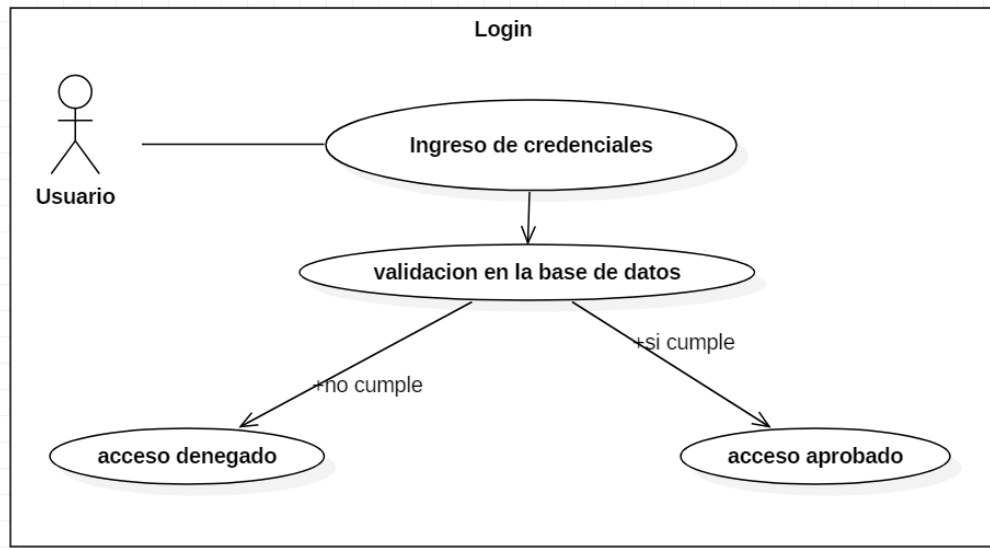 Login
Usuario
Ingreso de credenciales
validacion en la base de datos
+si cumple
+no cumple
acceso denegado
acceso aprobado